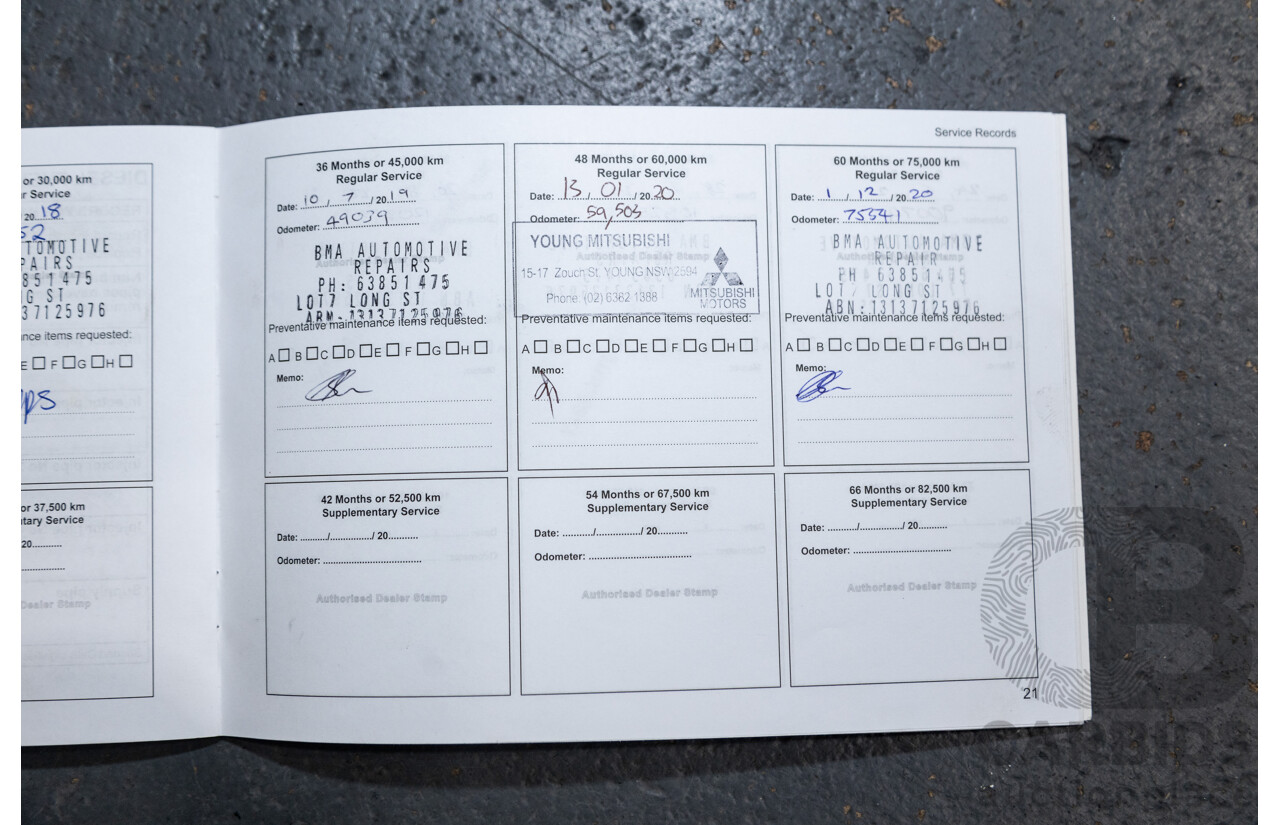 Service Records
or 30,000 km
r Service
20 18
52
TOMOTIVE
PAIRS
851475
G ST
37125976
nce items requested:
E F G H
or 37,500 km
tary Service
20..........
Dealer Stamp
36 Months or 45,000 km
Regular Service
Date: 10 / 7 / 20 19
Odometer: 49039
BMA AUTOMOTIVE
REPAIRS
PH: 63851475
LOT7 LONG ST
ABN-13137125976
Preventative maintenance items requested:
A B C D E F G H
Memo:
48 Months or 60,000 km
Regular Service
Date: 13, 01 / 20 20
Odometer: 59,503
YOUNG MITSUBISHI
15-17 Zouch St. YOUNG NSW 2594
Phone (02) 6362 1388
MITSUBISHI
MOTORS
Preventative maintenance items requested:
A B C D E F G H
Memo:
60 Months or 75,000 km
Regular Service
Date: 1 / 12 / 20 20
Odometer: 75541
BMA AUTOMOTIVE
REPAIR
PH 63851475
LOT7 LONG ST
ABN:13137125976
Preventative maintenance items requested:
A B C D E F G H
Memo:
42 Months or 52,500 km
Supplementary Service
Date: ........../.............../ 20..........
Odometer: ...................................
Authorised Dealer Stamp
54 Months or 67,500 km
Supplementary Service
Date: ........../.............../ 20..........
Odometer: ...................................
Authorised Dealer Stamp
66 Months or 82,500 km
Supplementary Service
Date: ........../.............../ 20..........
Odometer: ...................................
Authorised Dealer Stamp
21
CARBIDS